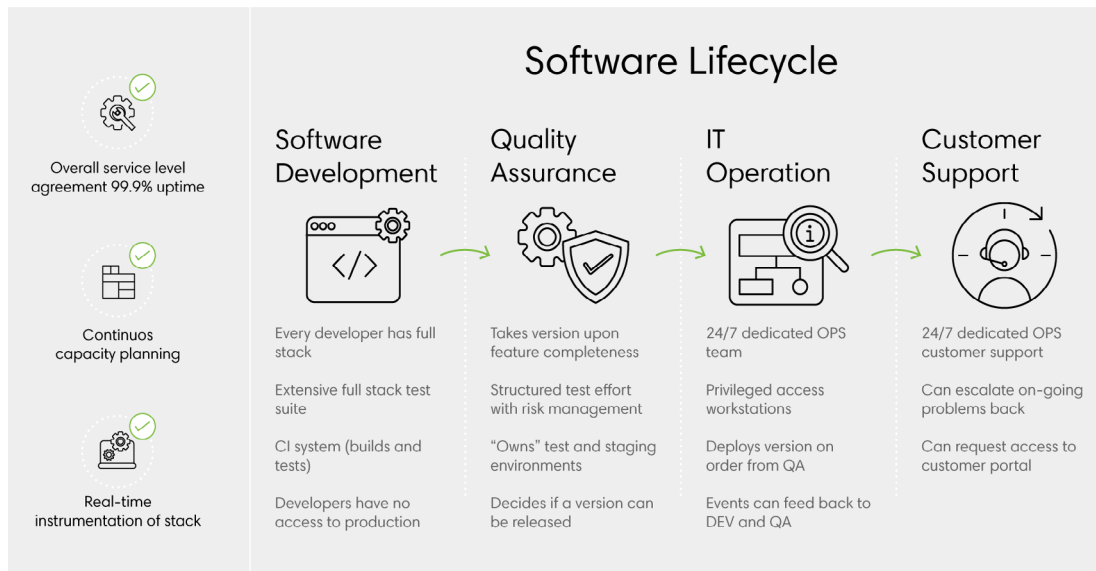 Overall service level
agreement 99.9% uptime
Continuos
capacity planning
Real-time
instrumentation of stack
Software Lifecycle
Software
Development
</>
Every developer has full
stack
Extensive full stack test
suite
CI system (builds and
tests)
Developers have no
access to production
Quality
Assurance
Takes version upon
feature completeness
Structured test effort
with risk management
“Owns” test and staging
environments
Decides if a version can
be released
IT
Operation
i
24/7 dedicated OPS
team
Privileged access
workstations
Deploys version on
order from QA
Events can feed back to
DEV and QA
Customer
Support
24/7 dedicated OPS
customer support
Can escalate on-going
problems back
Can request access to
customer portal